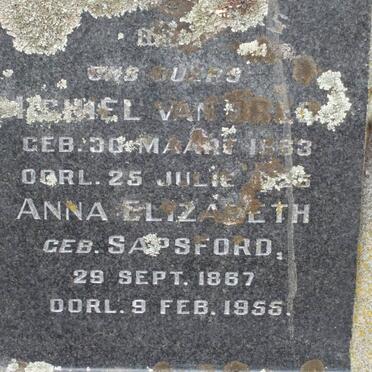 ONS OUERS
MICHIEL VAN
GEB. 30 MAART
OORL. 25 JULIE
ANNA ELIZABETH
GEB. SAPSFORD,
29 SEPT. 1867
OORL. 9 FEB. 1955.